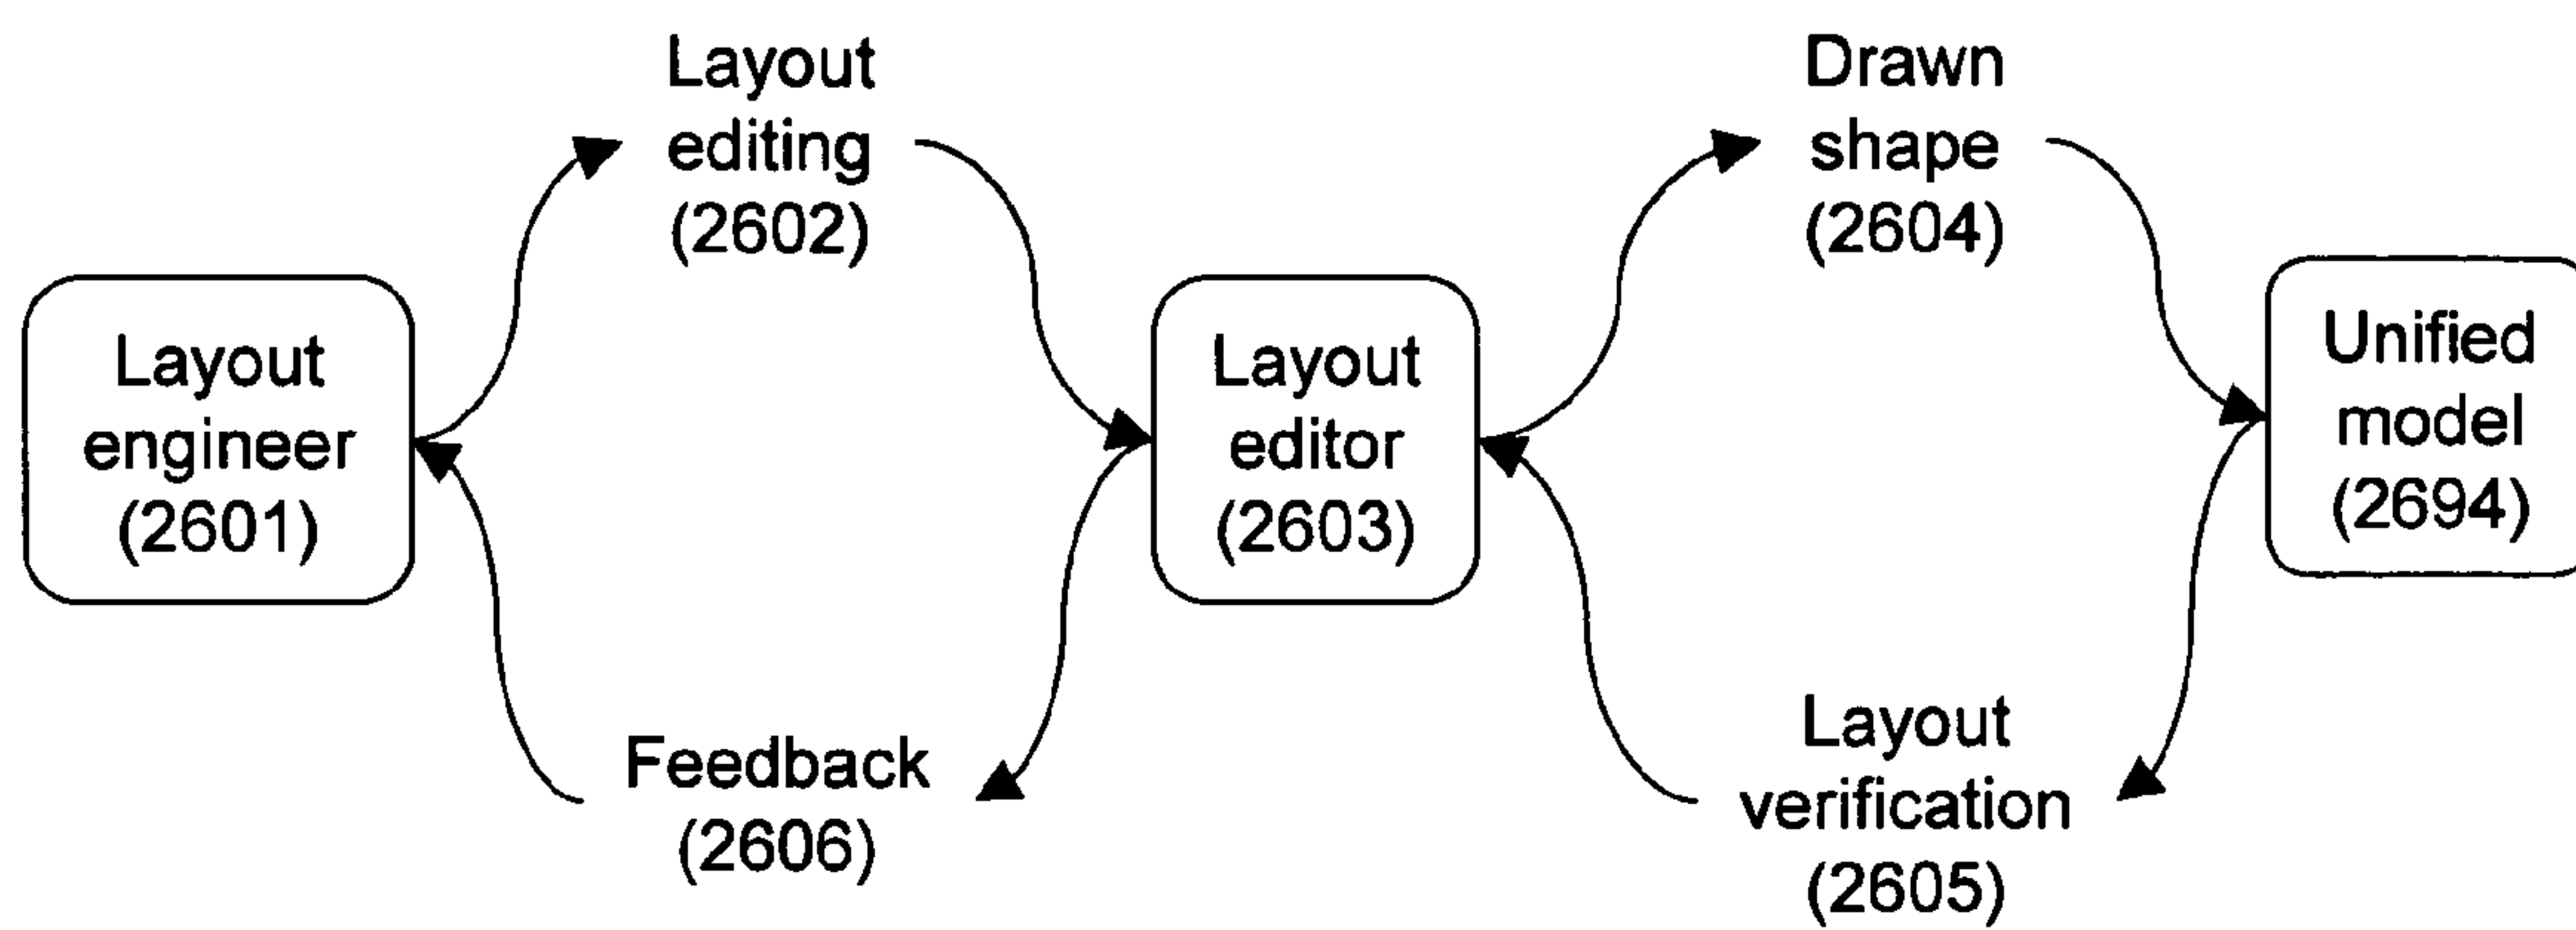 Layout
editing
(2602)
Drawn
shape
(2604)
Layout
engineer
(2601)
Layout
editor
(2603)
Unified
model
(2694)
Feedback
(2606)
Layout
verification
(2605)